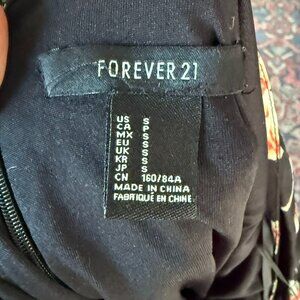 FOREVER 21
US S
CA P
MX S
EU S
UK S
KR S
JP S
CN 160/84A
MADE IN CHINA
FABRIQUÉ EN CHINE